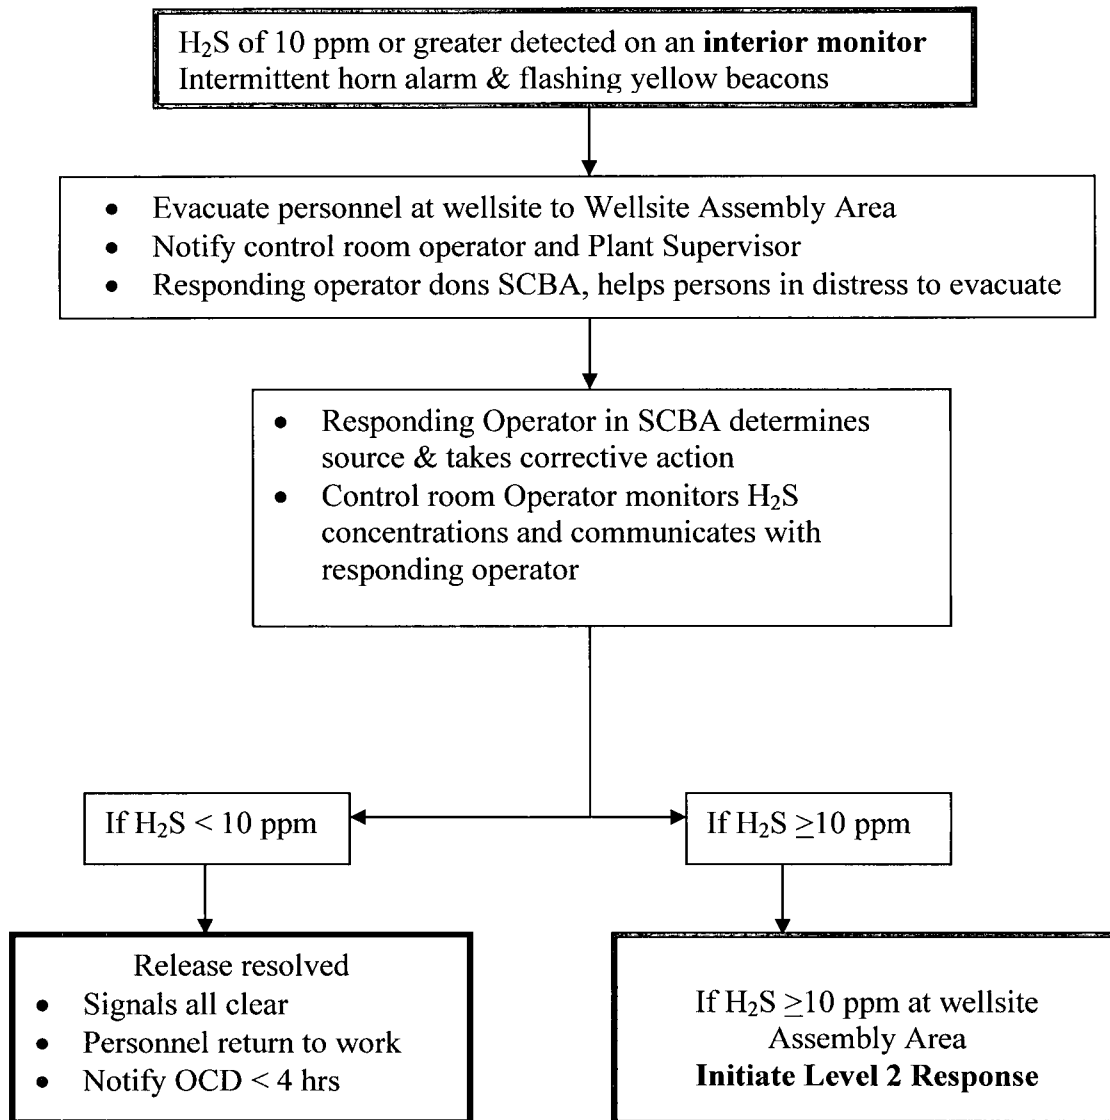 H₂S of 10 ppm or greater detected on an interior monitor
Intermittent horn alarm & flashing yellow beacons
• Evacuate personnel at wellsite to Wellsite Assembly Area
• Notify control room operator and Plant Supervisor
• Responding operator dons SCBA, helps persons in distress to evacuate
• Responding Operator in SCBA determines
source & takes corrective action
• Control room Operator monitors H₂S
concentrations and communicates with
responding operator
If H₂S < 10 ppm
If H₂S ≥10 ppm
Release resolved
• Signals all clear
• Personnel return to work
• Notify OCD < 4 hrs
If H₂S ≥10 ppm at wellsite
Assembly Area
Initiate Level 2 Response